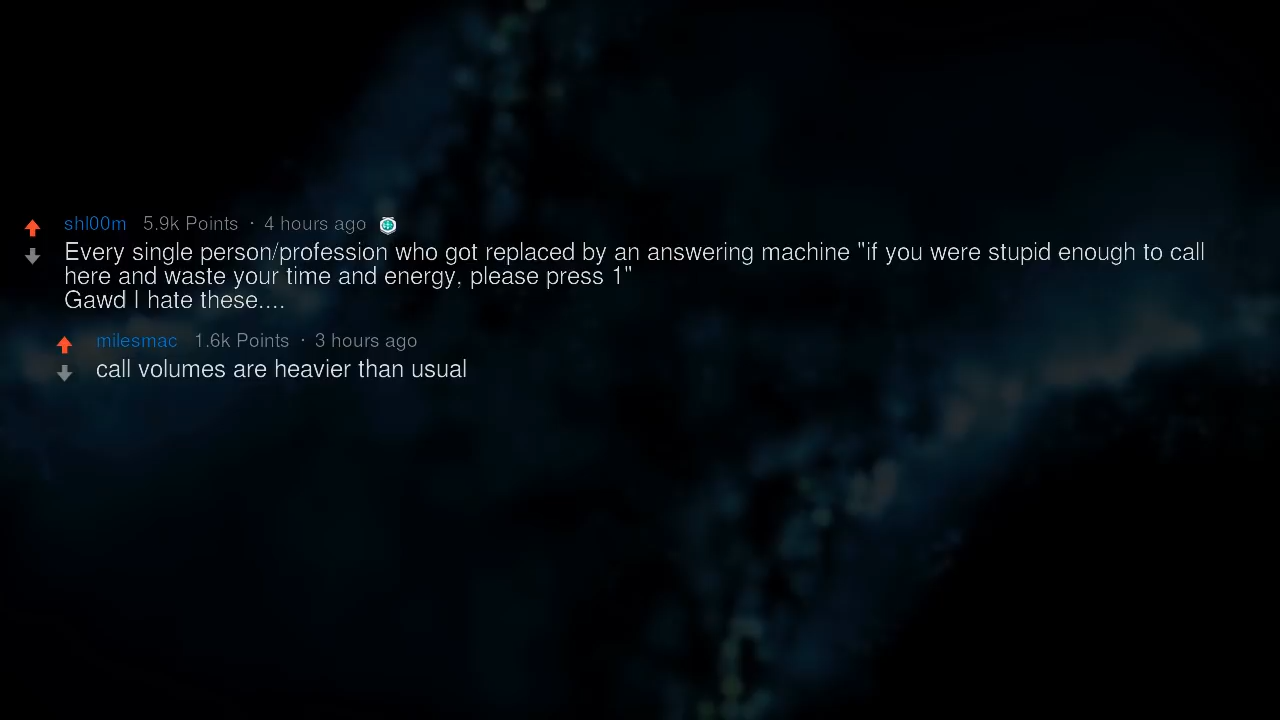 shl00m 5.9k Points · 4 hours ago
Every single person/profession who got replaced by an answering machine "if you were stupid enough to call
here and waste your time and energy, please press 1"
Gawd I hate these....
milesmac 1.6k Points · 3 hours ago
call volumes are heavier than usual